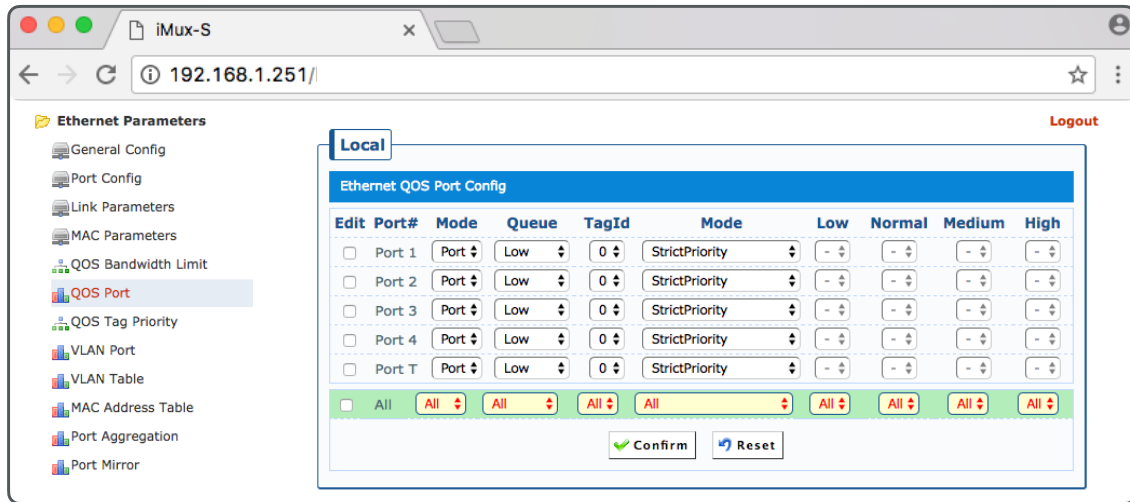 iMux-S
192.168.1.251/
Ethernet Parameters
General Config
Port Config
Link Parameters
MAC Parameters
QOS Bandwidth Limit
QOS Port
QOS Tag Priority
VLAN Port
VLAN Table
MAC Address Table
Port Aggregation
Port Mirror
Logout
Local
Ethernet QOS Port Config
Edit Port# Mode Queue TagId Mode Low Normal Medium High
Port 1 Port Low 0 StrictPriority - - - -
Port 2 Port Low 0 StrictPriority - - - -
Port 3 Port Low 0 StrictPriority - - - -
Port 4 Port Low 0 StrictPriority - - - -
Port T Port Low 0 StrictPriority - - - -
All All All All All All All All All
Confirm Reset